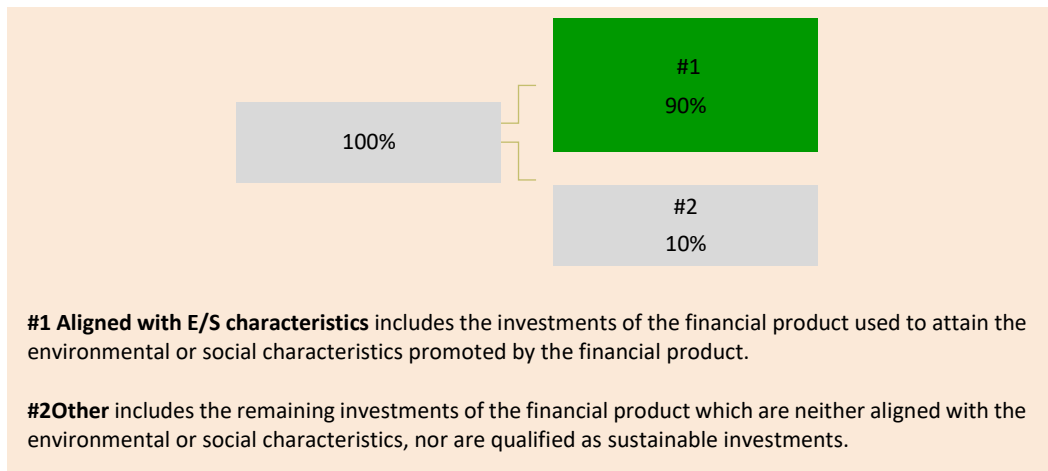 #1
90%
100%
#2
10%
#1 Aligned with E/S characteristics includes the investments of the financial product used to attain the
environmental or social characteristics promoted by the financial product.
#2Other includes the remaining investments of the financial product which are neither aligned with the
environmental or social characteristics, nor are qualified as sustainable investments.